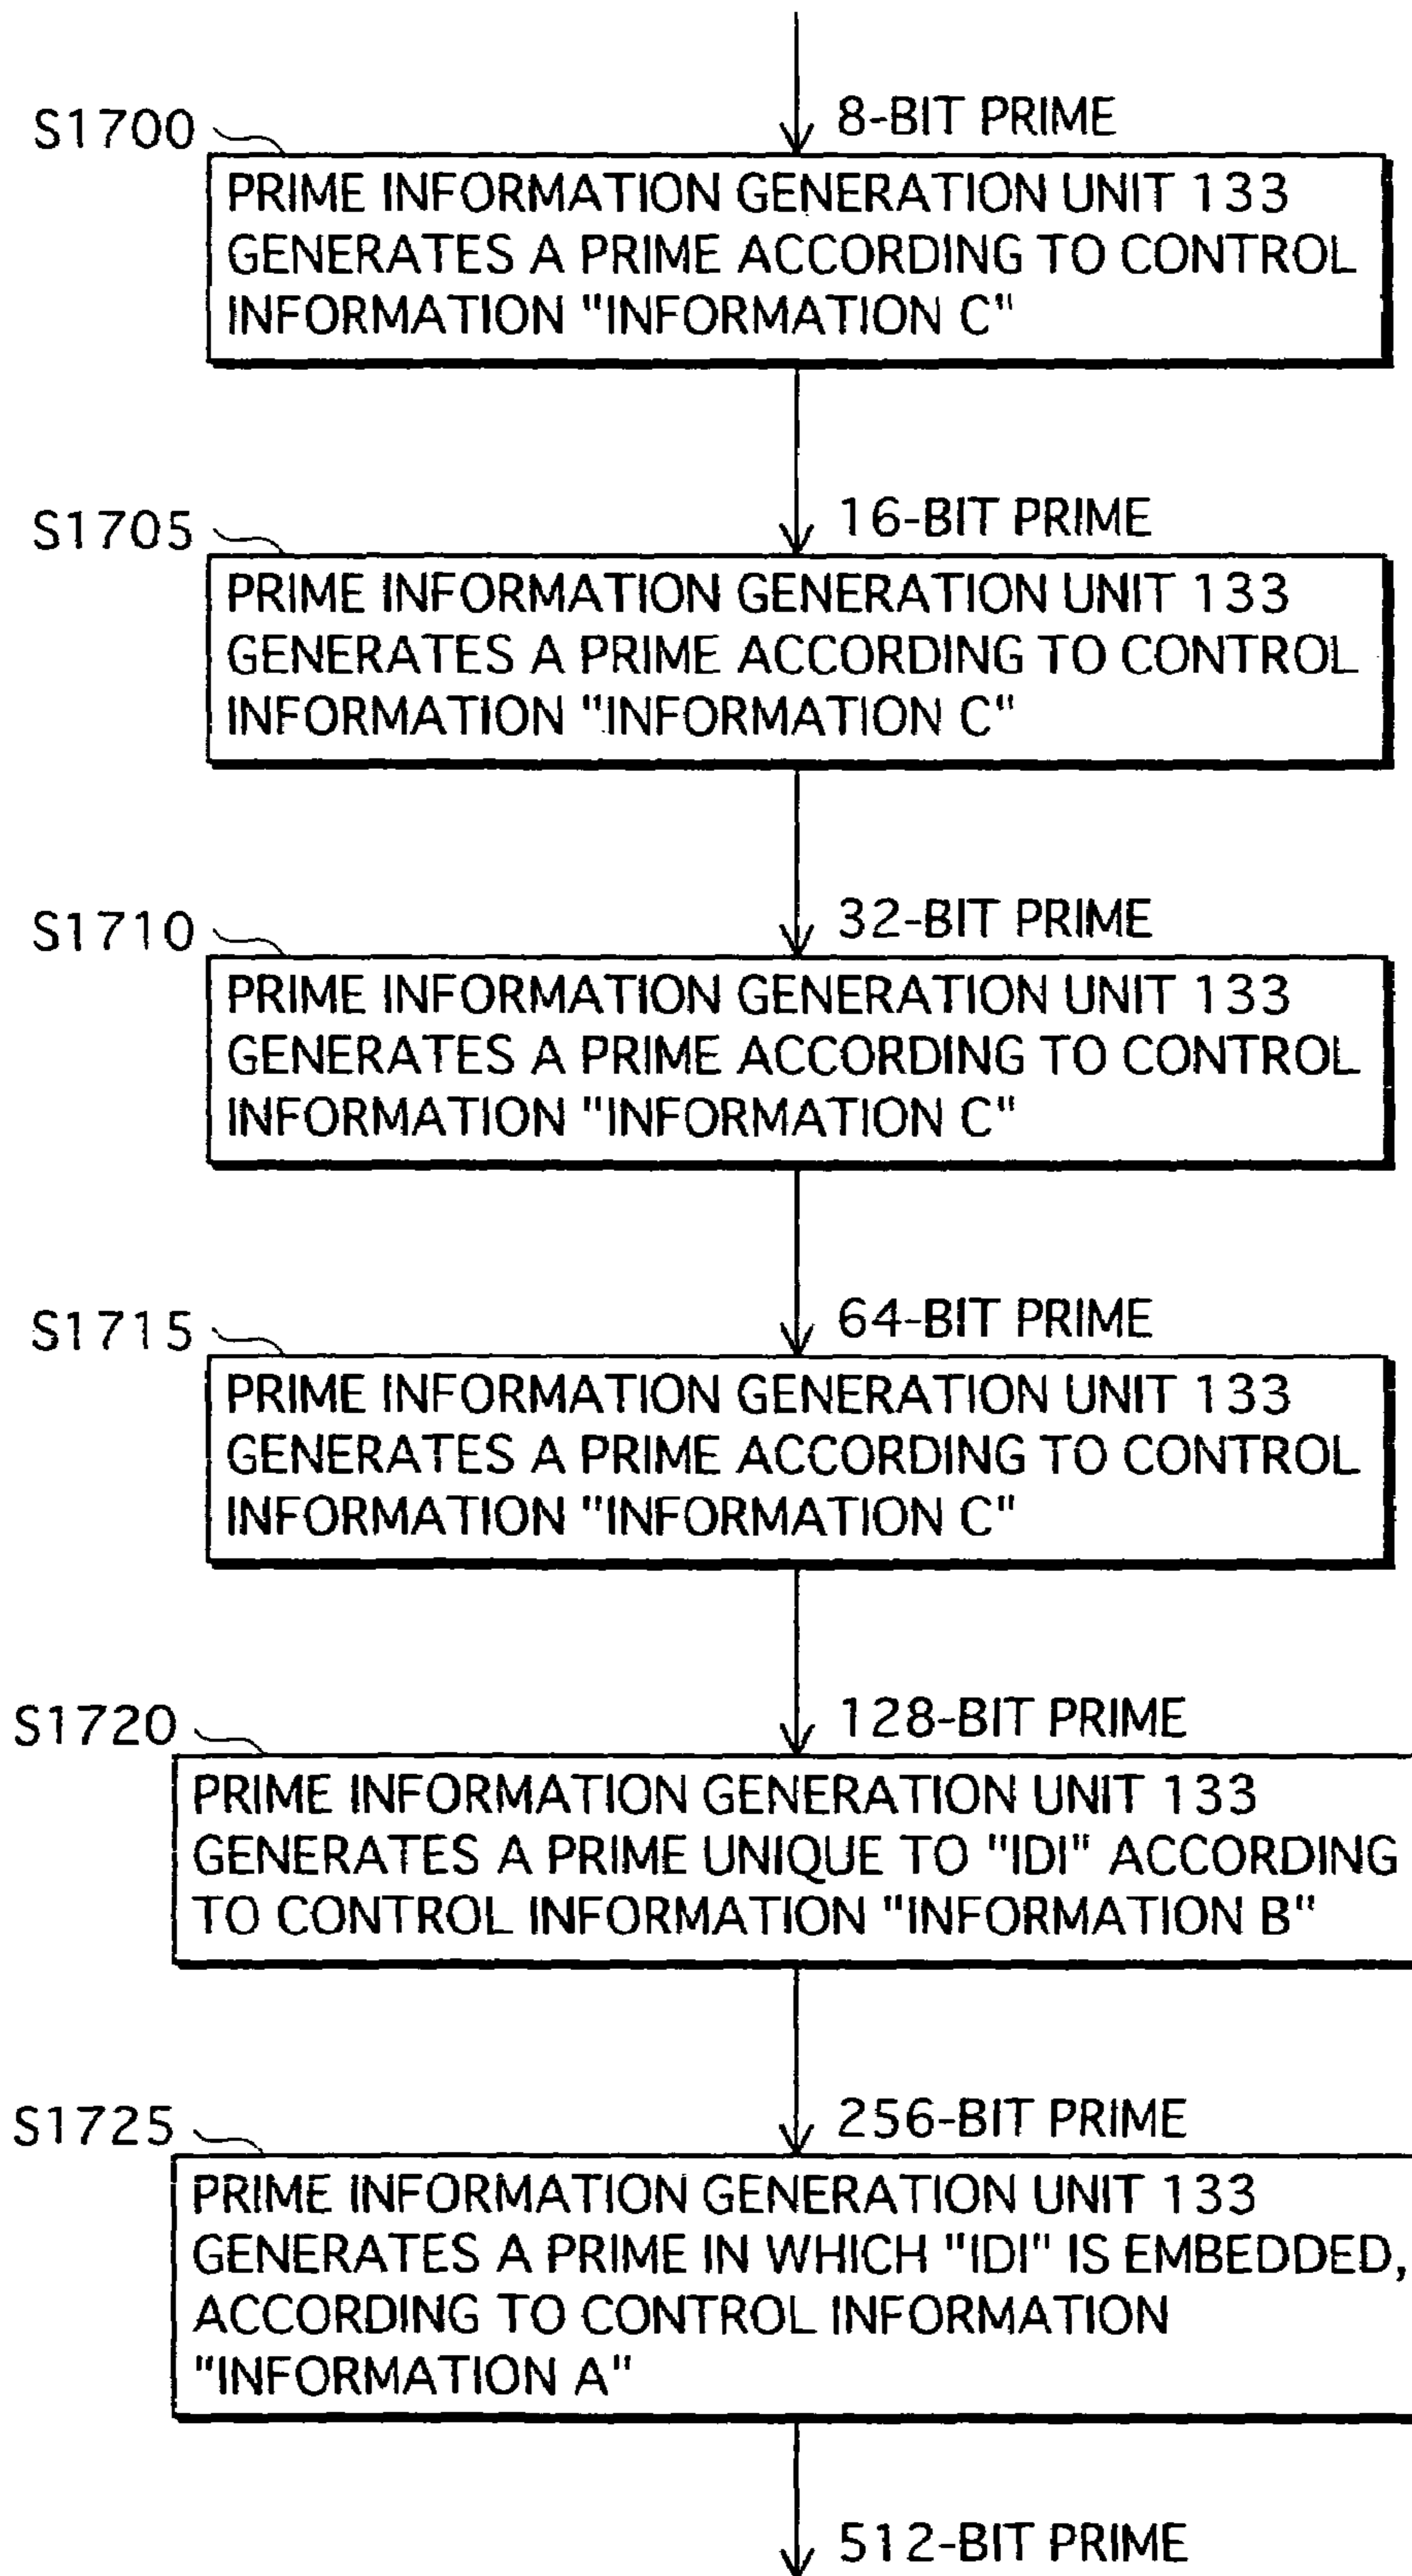 8-BIT PRIME
S1700
PRIME INFORMATION GENERATION UNIT 133
GENERATES A PRIME ACCORDING TO CONTROL
INFORMATION "INFORMATION C"
16-BIT PRIME
S1705
PRIME INFORMATION GENERATION UNIT 133
GENERATES A PRIME ACCORDING TO CONTROL
INFORMATION "INFORMATION C"
32-BIT PRIME
S1710
PRIME INFORMATION GENERATION UNIT 133
GENERATES A PRIME ACCORDING TO CONTROL
INFORMATION "INFORMATION C"
64-BIT PRIME
S1715
PRIME INFORMATION GENERATION UNIT 133
GENERATES A PRIME ACCORDING TO CONTROL
INFORMATION "INFORMATION C"
128-BIT PRIME
S1720
PRIME INFORMATION GENERATION UNIT 133
GENERATES A PRIME UNIQUE TO "IDI" ACCORDING
TO CONTROL INFORMATION "INFORMATION B"
256-BIT PRIME
S1725
PRIME INFORMATION GENERATION UNIT 133
GENERATES A PRIME IN WHICH "IDI" IS EMBEDDED,
ACCORDING TO CONTROL INFORMATION
"INFORMATION A"
512-BIT PRIME